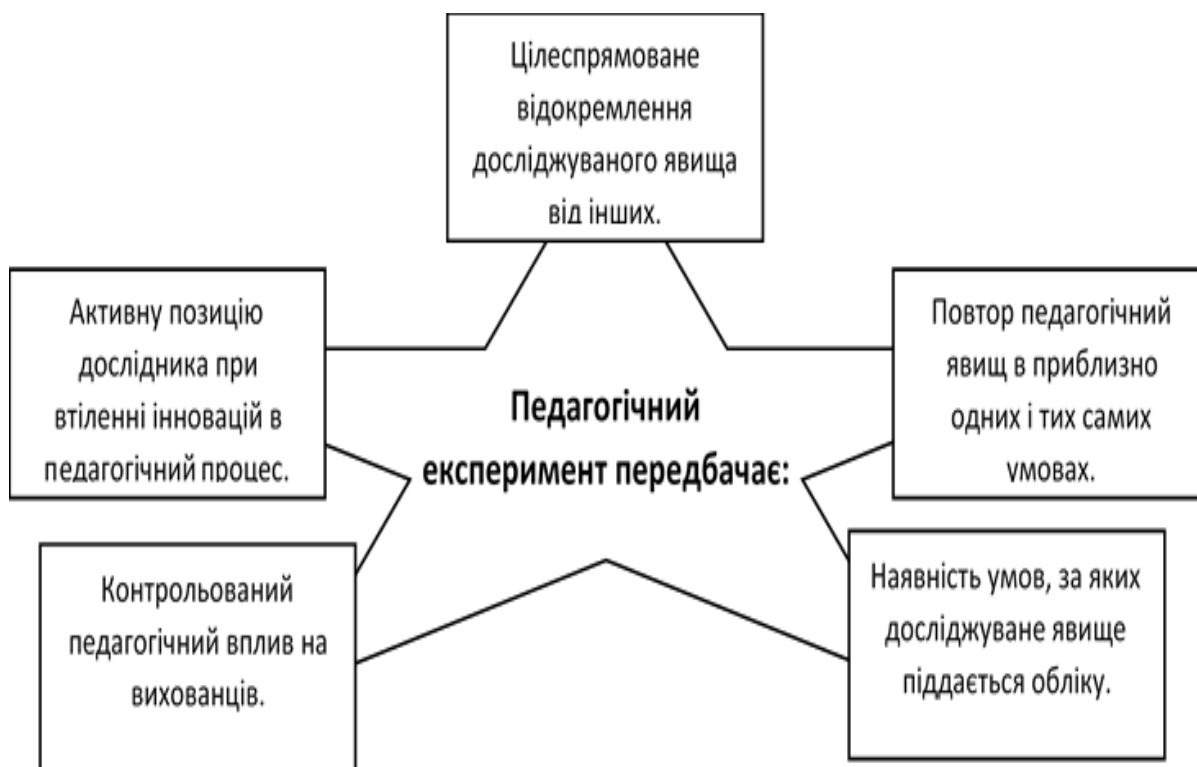 Цілеспрямоване
відокремлення
досліджуваного явища
від інших.
Активну позицію
дослідника при
втіленні інновацій в
педагогічний процес.
Повтор педагогічний
явищ в приблизно
одних і тих самих
умовах.
Педагогічний
експеримент передбачає:
Контрольований
педагогічний вплив на
вихованців.
Наявність умов, за яких
досліджуване явище
піддається обліку.